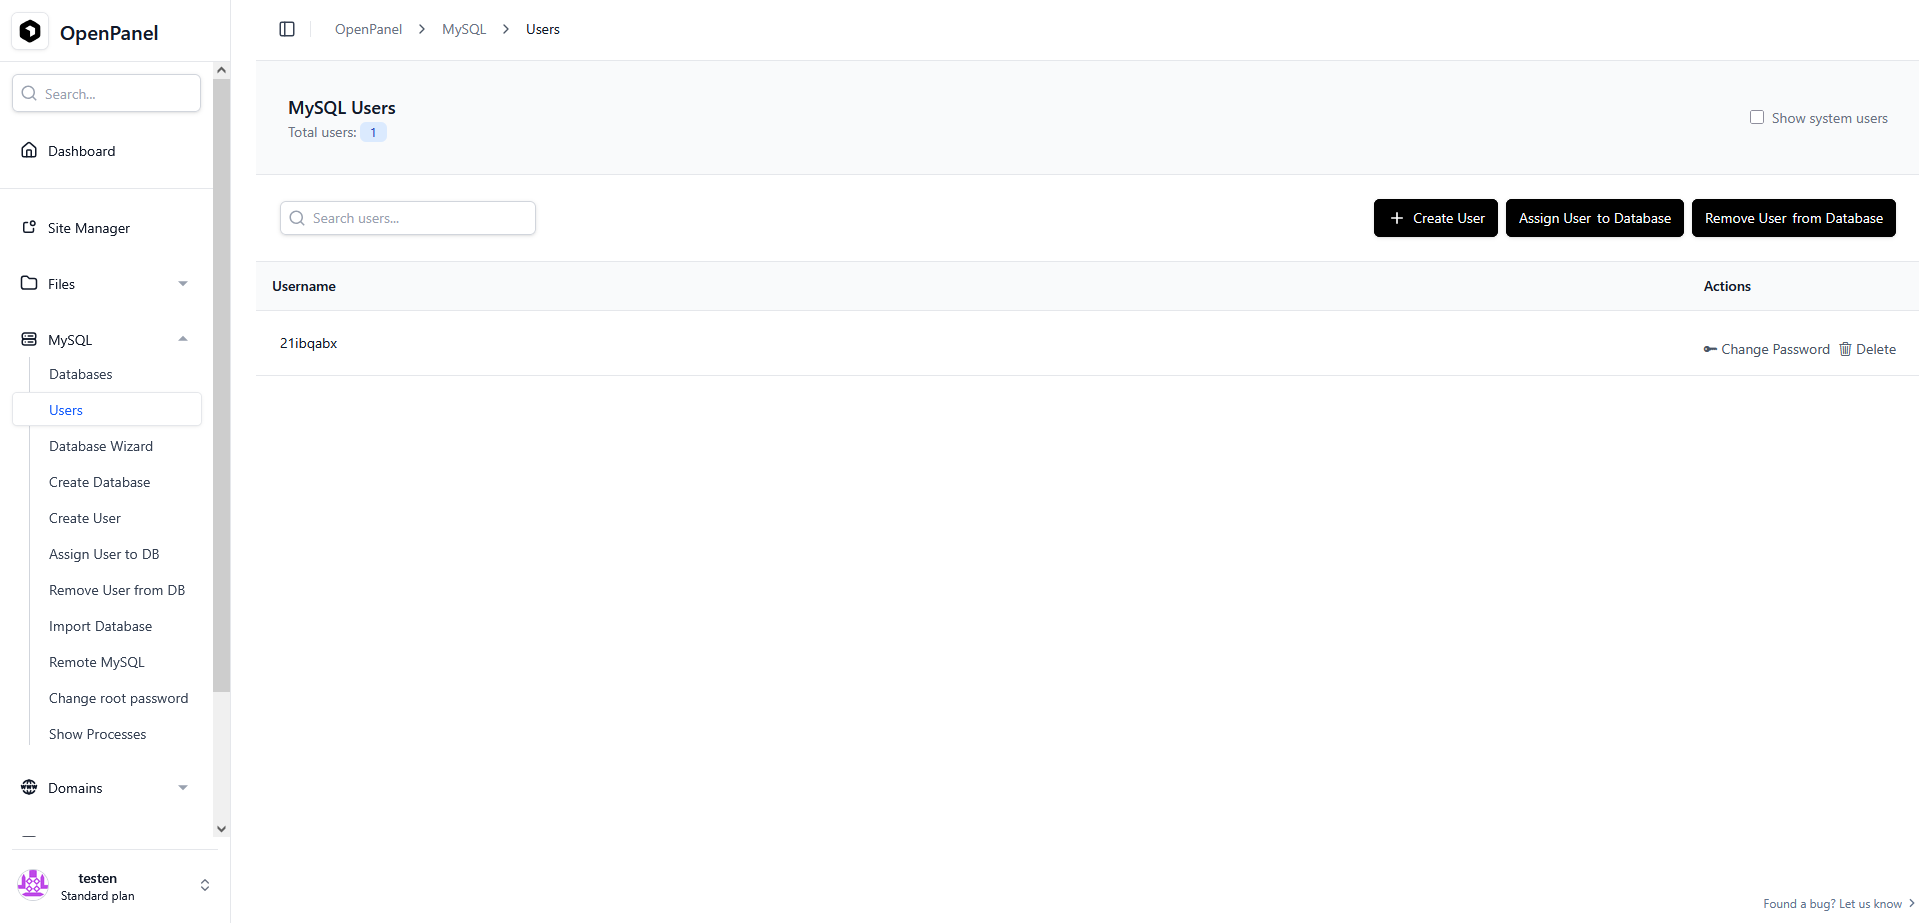 OpenPanel
Search...
Dashboard
Site Manager
Files
MySQL
Databases
Users
Database Wizard
Create Database
Create User
Assign User to DB
Remove User from DB
Import Database
Remote MySQL
Change root password
Show Processes
Domains
testen
Standard plan
OpenPanel > MySQL > Users
MySQL Users
Total users: 1
Show system users
Search users...
Create User
Assign User to Database
Remove User from Database
Username Actions
21ibqabx
Change Password Delete
Found a bug? Let us know